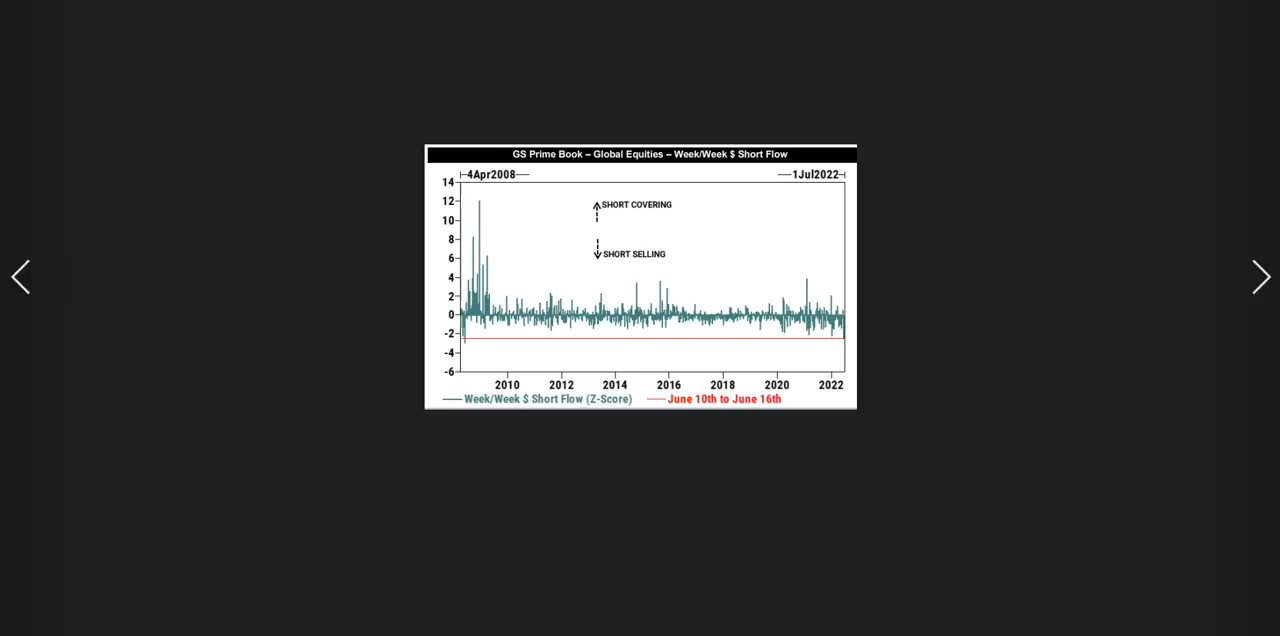 GS Prime Book – Global Equities – Week/Week $ Short Flow
4Apr2008
1Jul2022
14
12
10
8
6
4
2
0
-2
-4
-6
SHORT COVERING
SHORT SELLING
2010 2012 2014 2016 2018 2020 2022
Week/Week $ Short Flow (Z-Score) June 10th to June 16th